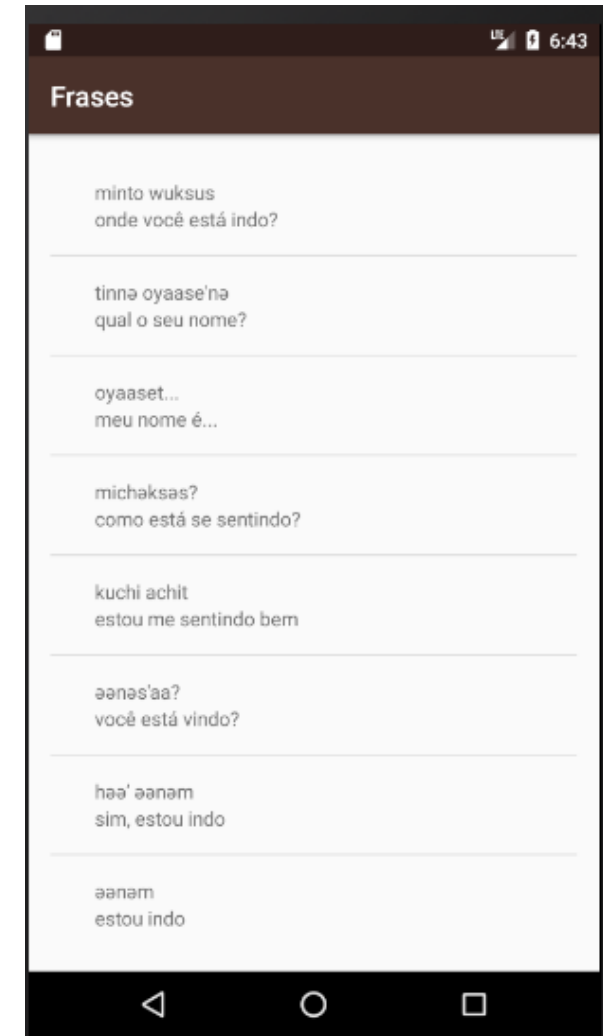 LTE 6:43
Frases
minto wuksus
onde você está indo?
tinnə oyaase'nə
qual o seu nome?
oyaaset...
meu nome é...
michəksəs?
como está se sentindo?
kuchi achit
estou me sentindo bem
əənəs'aa?
você está vindo?
həə' əənəm
sim, estou indo
əənəm
estou indo